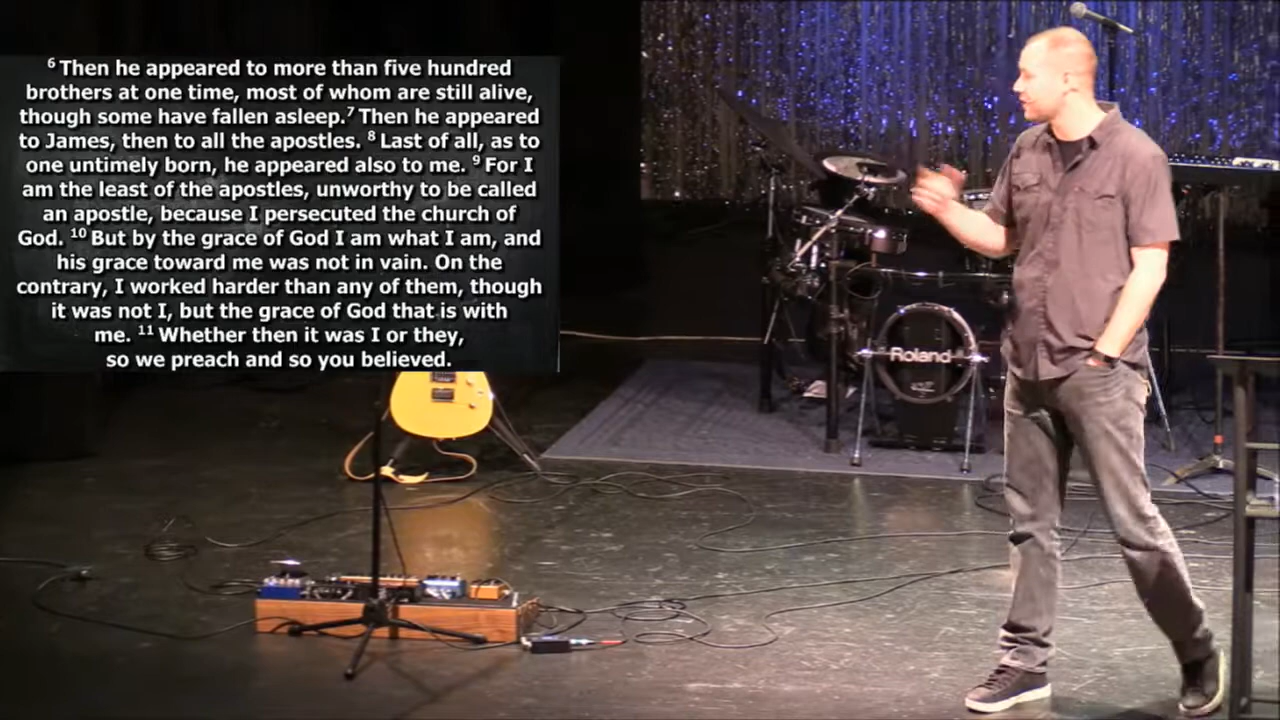 ⁶ Then he appeared to more than five hundred
brothers at one time, most of whom are still alive,
though some have fallen asleep.⁷ Then he appeared
to James, then to all the apostles. ⁸ Last of all, as to
one untimely born, he appeared also to me. ⁹ For I
am the least of the apostles, unworthy to be called
an apostle, because I persecuted the church of
God. ¹⁰ But by the grace of God I am what I am, and
his grace toward me was not in vain. On the
contrary, I worked harder than any of them, though
it was not I, but the grace of God that is with
me. ¹¹ Whether then it was I or they,
so we preach and so you believed.
Roland